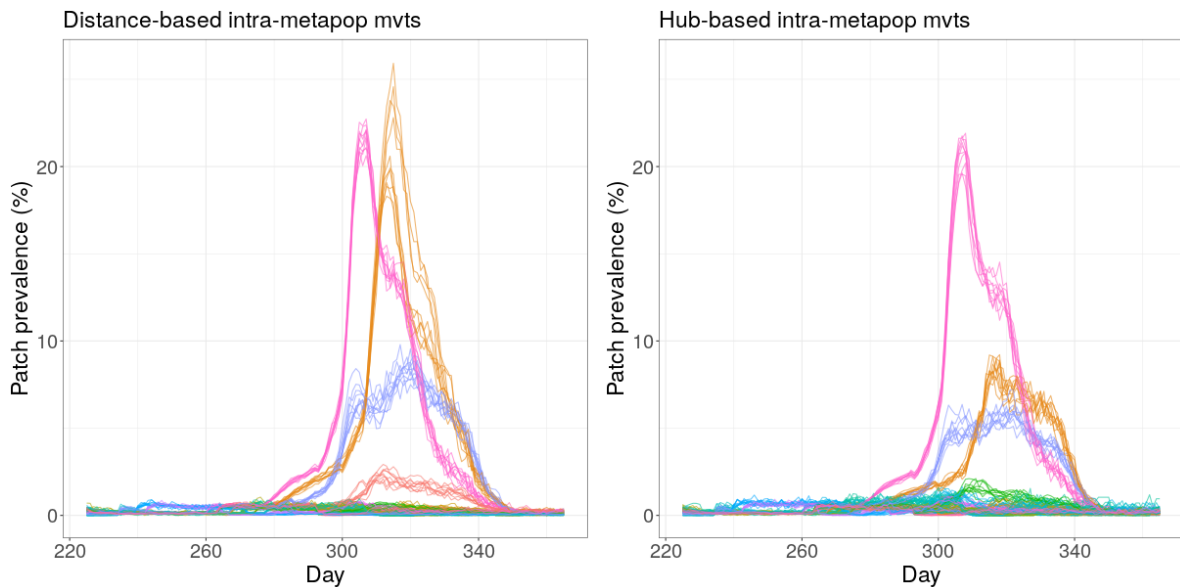 Distance-based intra-metapop mvts
Patch prevalence (%)
20
10
0
220
260
300
340
Day
Hub-based intra-metapop mvts
Patch prevalence (%)
20
10
0
220
260
300
340
Day